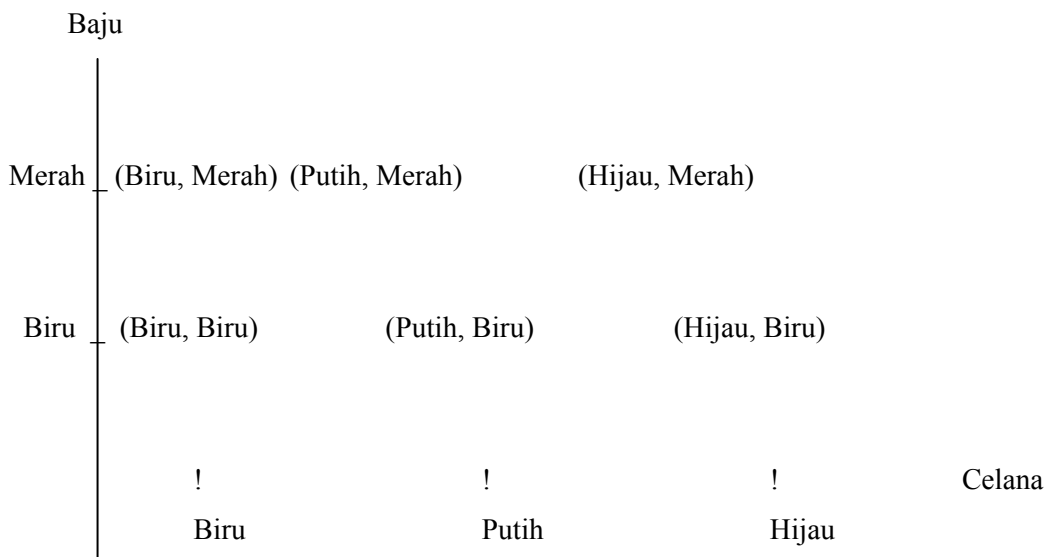 Baju
Merah (Biru, Merah) (Putih, Merah) (Hijau, Merah)
Biru (Biru, Biru) (Putih, Biru) (Hijau, Biru)
! ! ! Celana
Biru Putih Hijau